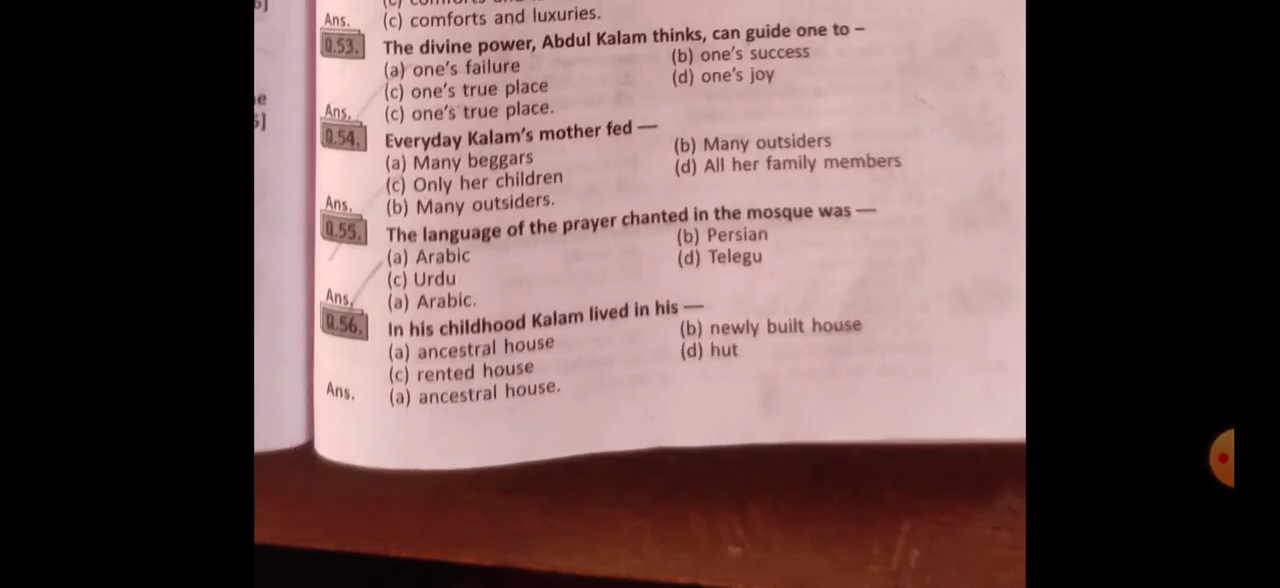 Ans. (c) comforts and luxuries.
Q.53. The divine power, Abdul Kalam thinks, can guide one to –
(a) one's failure (b) one's success
(c) one's true place (d) one's joy
Ans. (c) one's true place.
Q.54. Everyday Kalam's mother fed —
(a) Many beggars (b) Many outsiders
(c) Only her children (d) All her family members
Ans. (b) Many outsiders.
Q.55. The language of the prayer chanted in the mosque was —
(a) Arabic (b) Persian
(c) Urdu (d) Telegu
Ans. (a) Arabic.
Q.56. In his childhood Kalam lived in his —
(a) ancestral house (b) newly built house
(c) rented house (d) hut
Ans. (a) ancestral house.